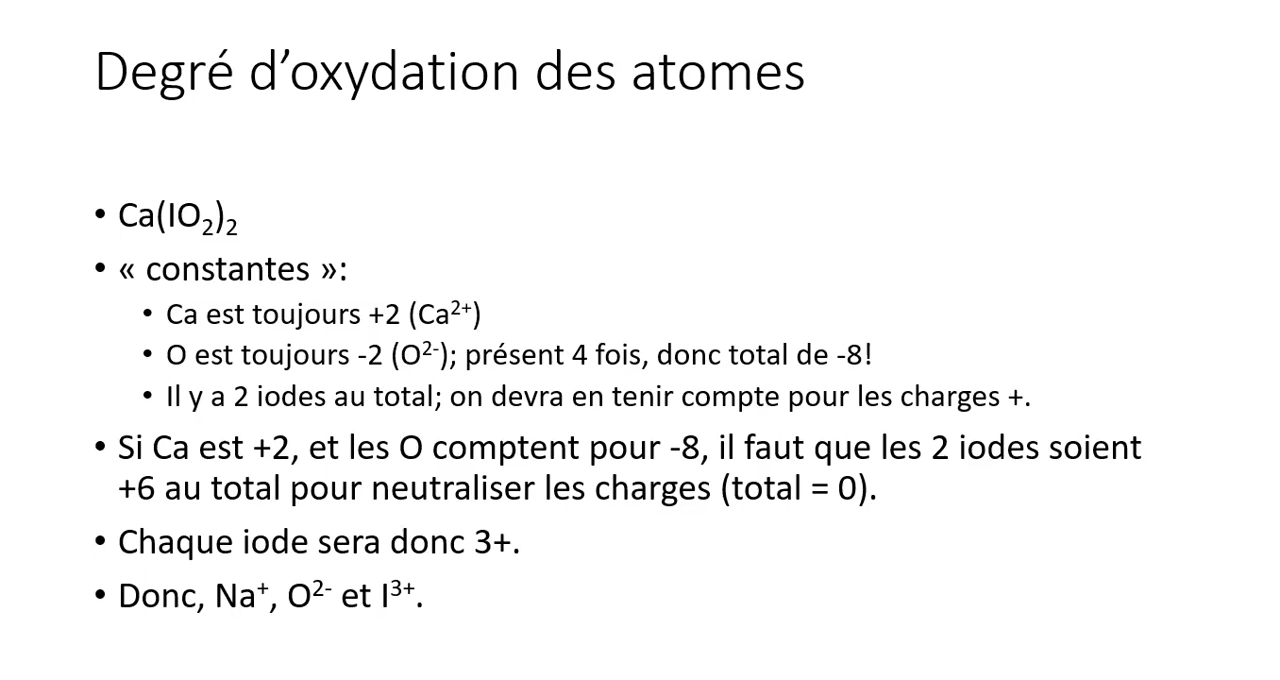 Degré d’oxydation des atomes
• Ca(IO₂)₂
• « constantes »:
• Ca est toujours +2 (Ca²⁺)
• O est toujours -2 (O²⁻); présent 4 fois, donc total de -8!
• Il y a 2 iodes au total; on devra en tenir compte pour les charges +.
• Si Ca est +2, et les O comptent pour -8, il faut que les 2 iodes soient
+6 au total pour neutraliser les charges (total = 0).
• Chaque iode sera donc 3+.
• Donc, Na⁺, O²⁻ et I³⁺.